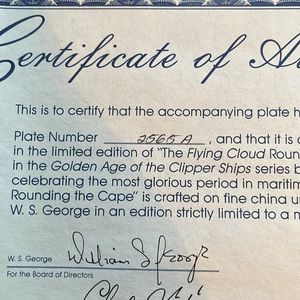 Certificate of Au
This is to certify that the accompanying plate h
Plate Number 2565 A , and that it is
in the limited edition of "The Flying Cloud Roun
in the Golden Age of the Clipper Ships series b
celebrating the most glorious period in maritim
Rounding the Cape" is crafted on fine china u
W. S. George in an edition strictly limited to a m
W. S. George William
For the Board of Directors